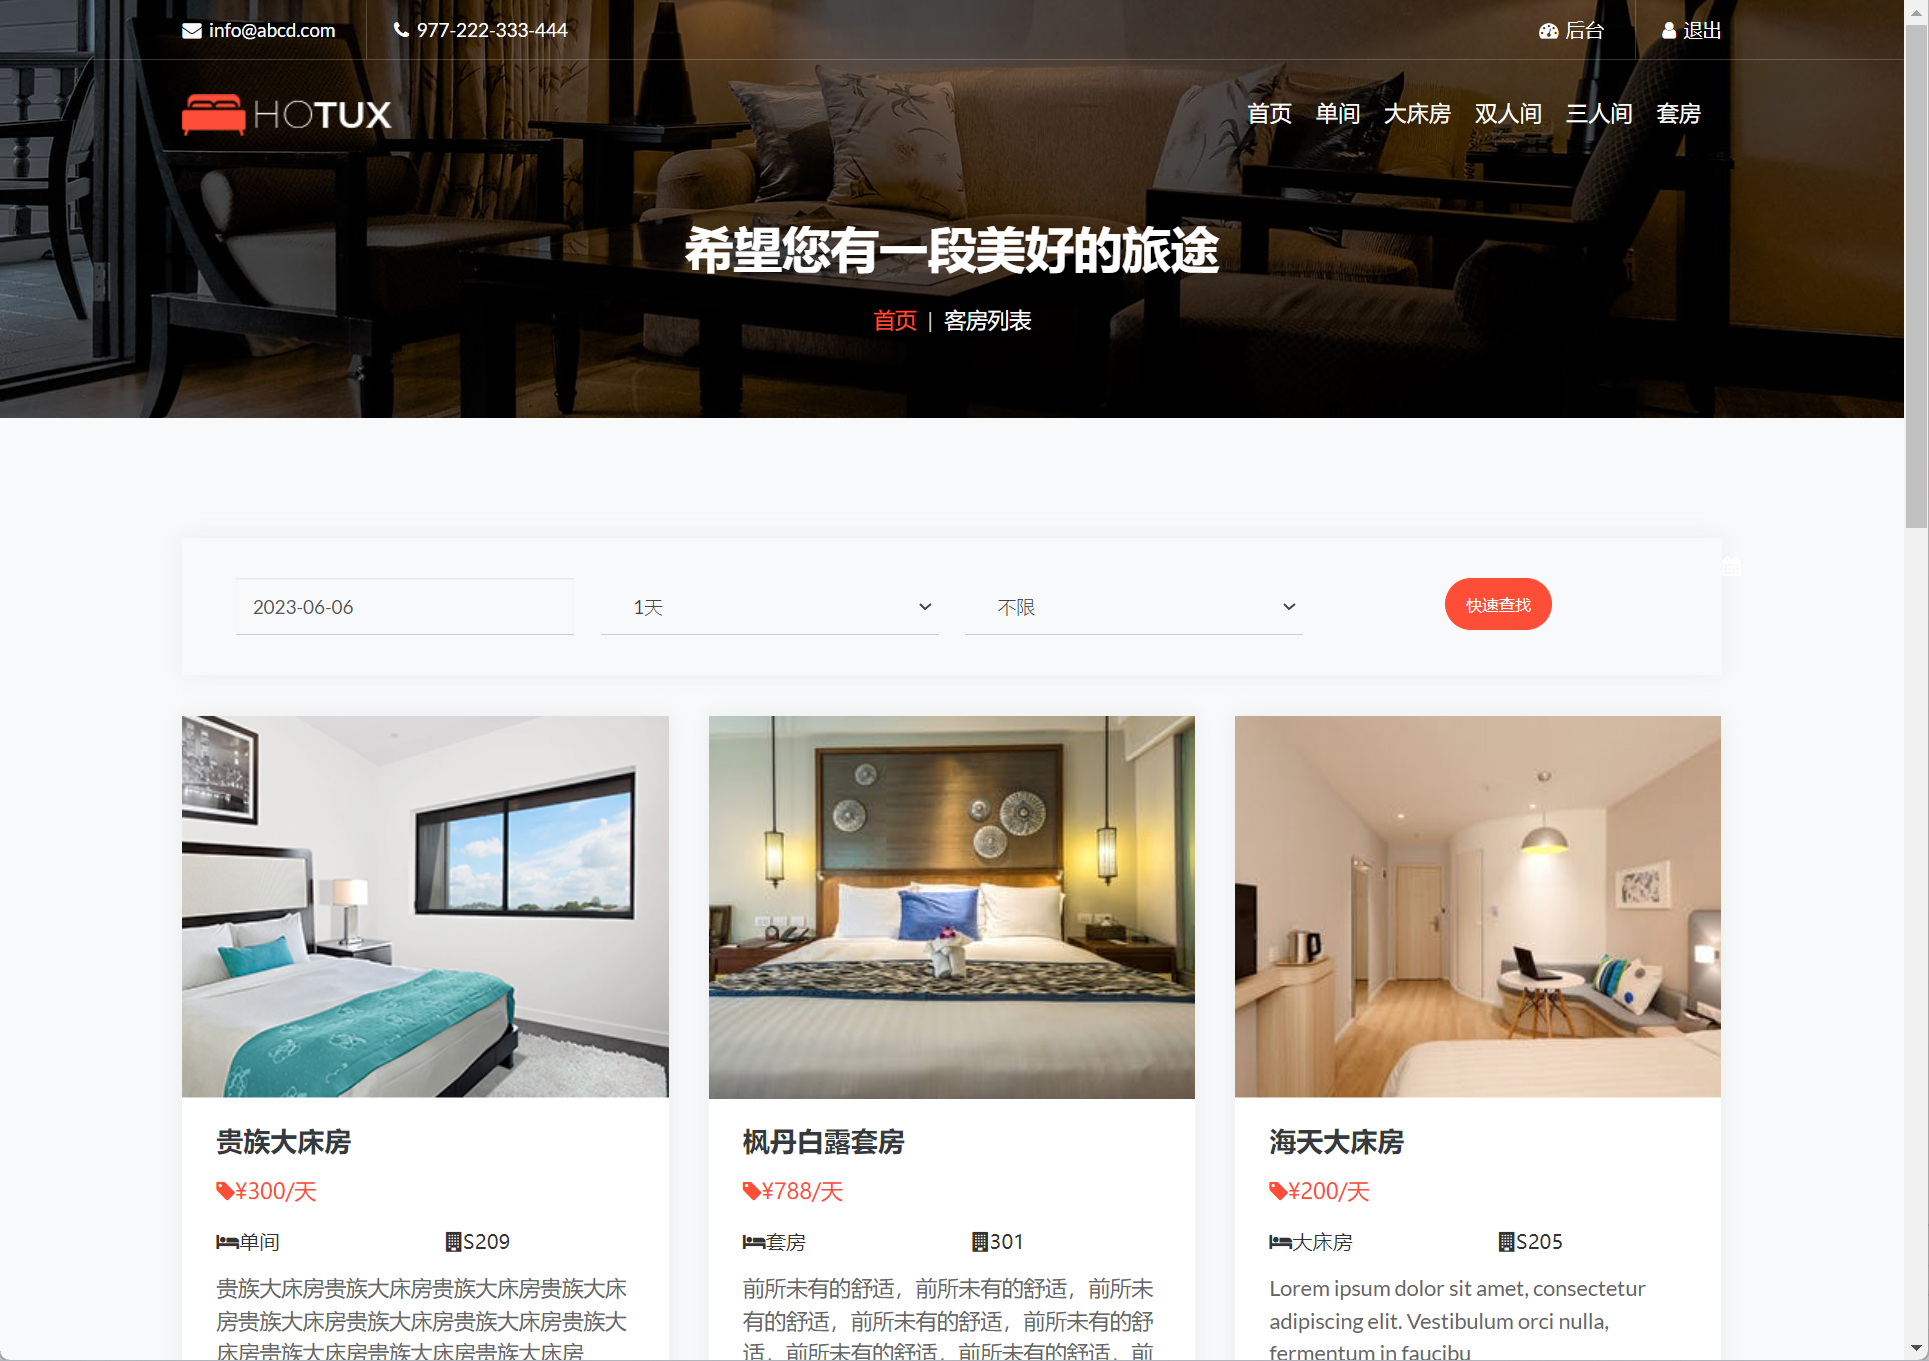 info@abcd.com
977-222-333-444
后台
退出
HOTUX
首页 单间 大床房 双人间 三人间 套房
希望您有一段美好的旅途
首页 | 客房列表
2023-06-06
1天
不限
快速查找
贵族大床房
¥300/天
单间
S209
贵族大床房贵族大床房贵族大床房贵族大床
房贵族大床房贵族大床房贵族大床房贵族大
床房贵族大床房贵族大床房贵族大床房
枫丹白露套房
¥788/天
套房
301
前所未有的舒适，前所未有的舒适，前所未
有的舒适，前所未有的舒适，前所未有的舒
适，前所未有的舒适，前所未有的舒适，前
海天大床房
¥200/天
大床房
S205
Lorem ipsum dolor sit amet, consectetur
adipiscing elit. Vestibulum orci nulla,
fermentum in faucibu